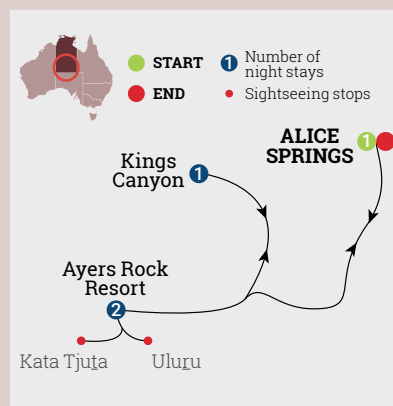 START
END
1 Number of
night stays
Sightseeing stops
ALICE
SPRINGS
1
Kings
Canyon
1
Ayers Rock
Resort
2
Kata Tjuṯa
Uluṟu